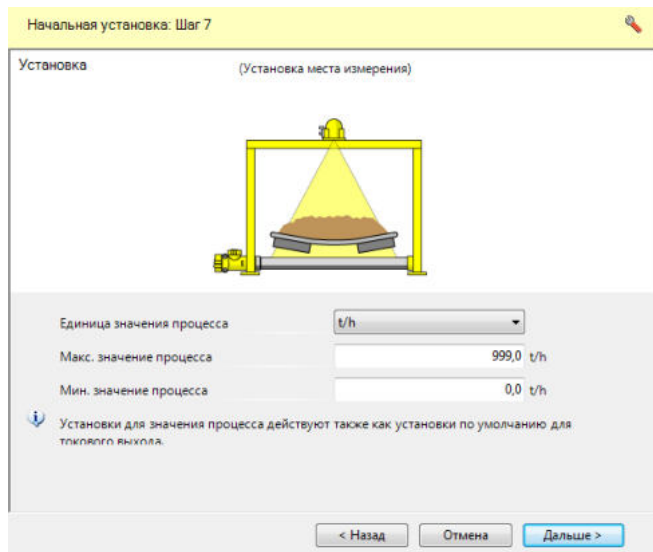 Начальная установка: Шаг 7
Установка (Установка места измерения)
Единица значения процесса t/h
Макс. значение процесса 999,0 t/h
Мин. значение процесса 0,0 t/h
Установки для значения процесса действуют также как установки по умолчанию для
токового выхода.
< Назад Отмена Дальше >